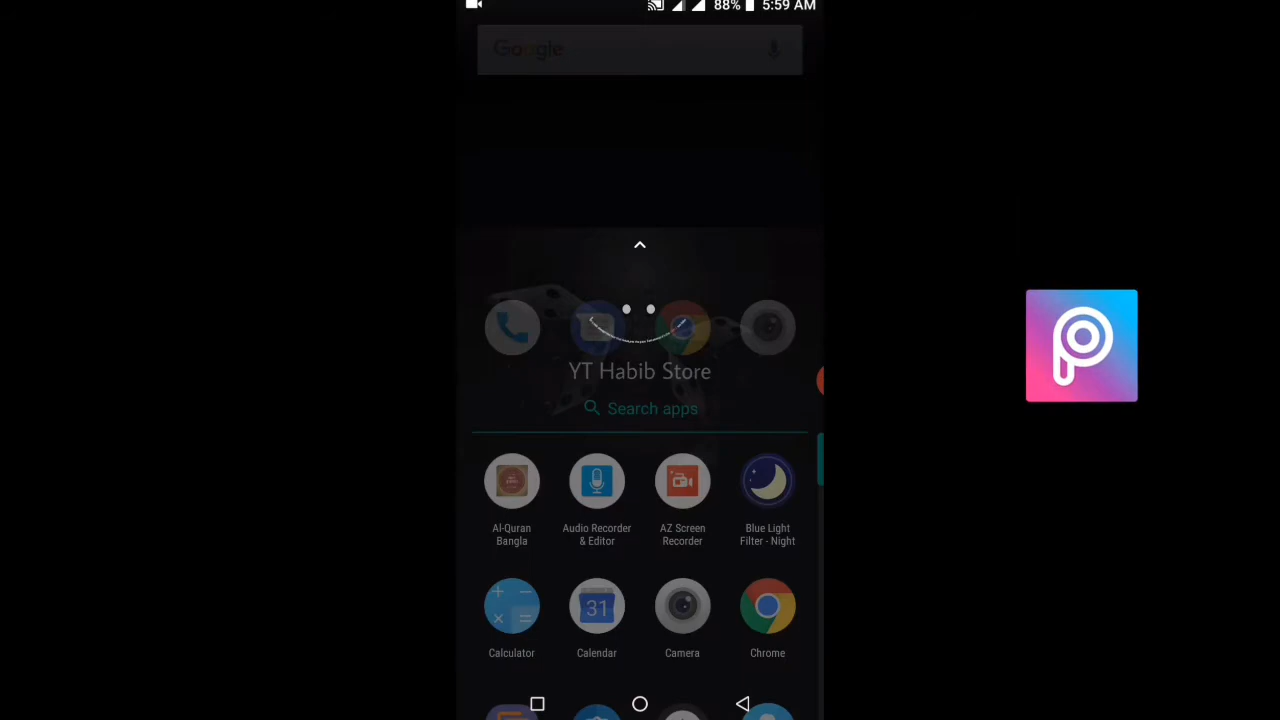 88% 5:59 AM
Google
YT Habib Store
Search apps
Al-Quran Bangla
Audio Recorder & Editor
AZ Screen Recorder
Blue Light Filter - Night
31
Calculator
Calendar
Camera
Chrome